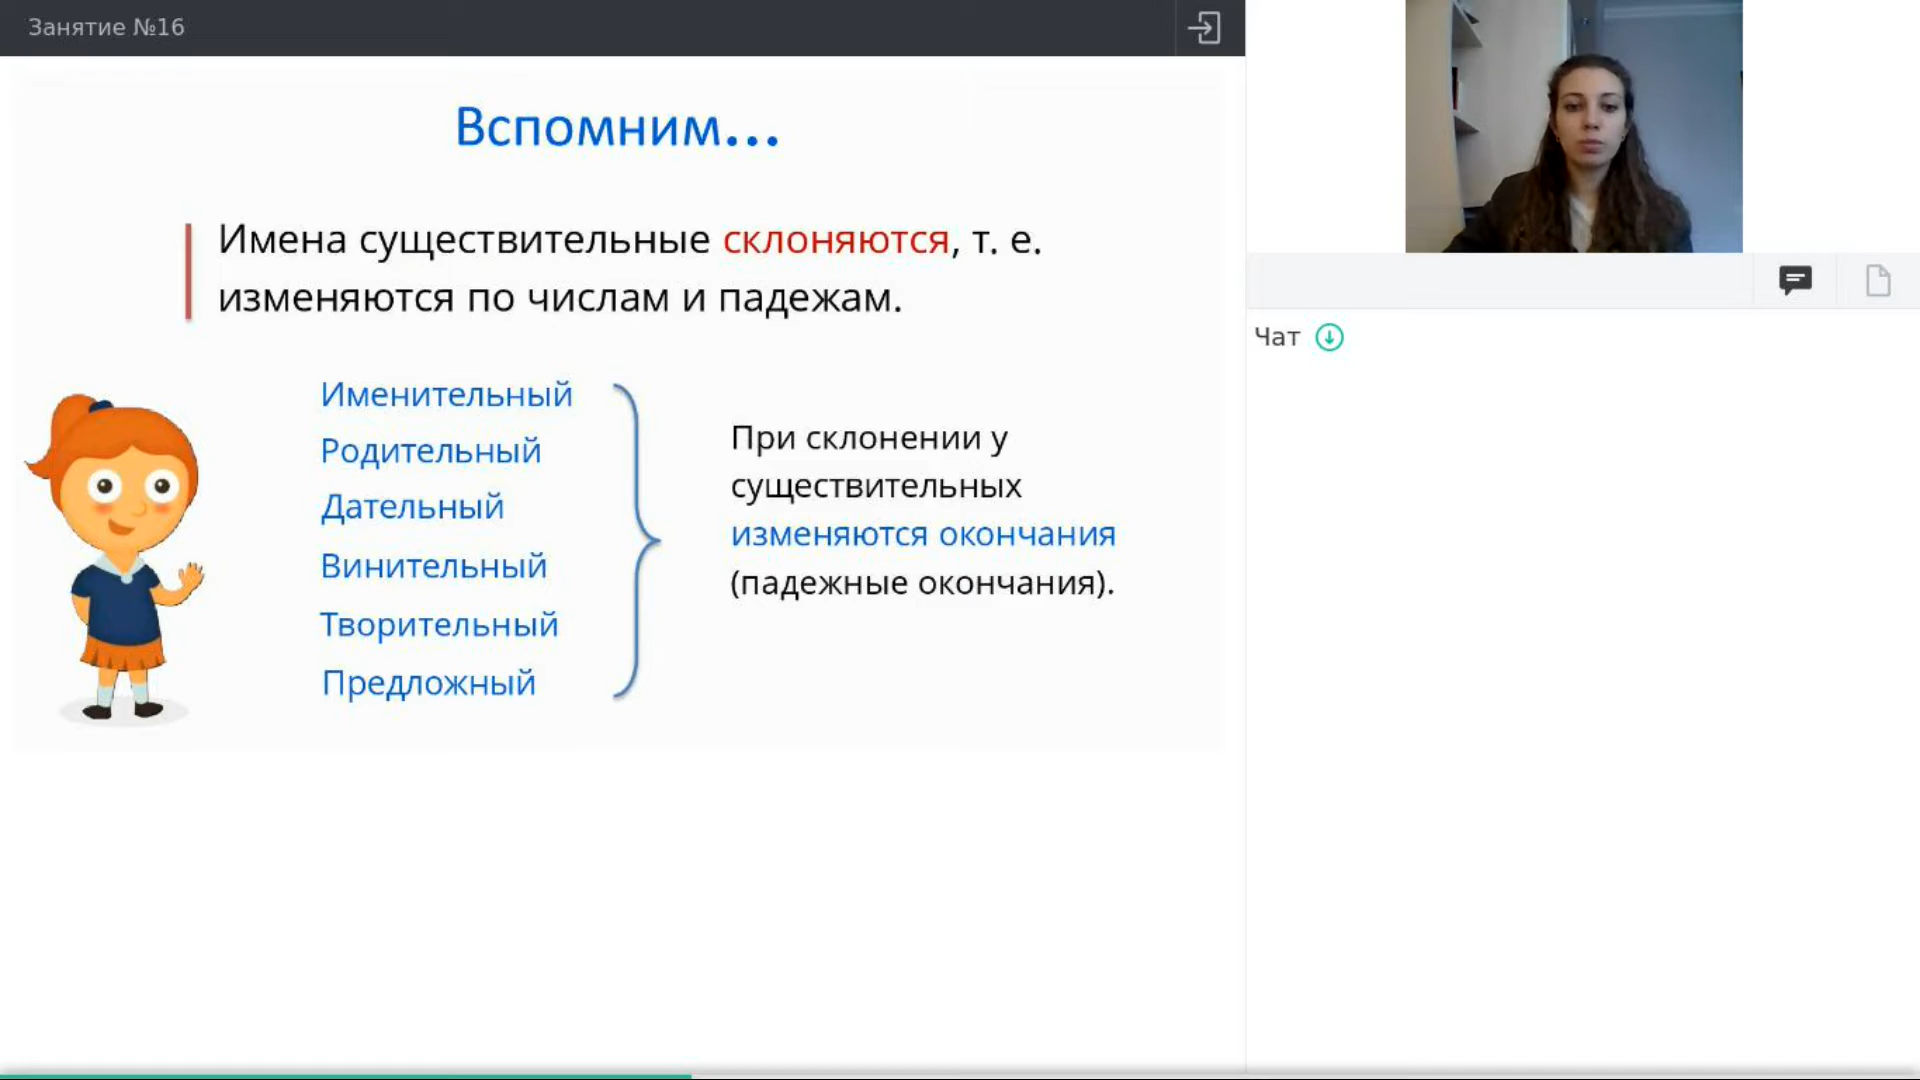 Занятие №16
Вспомним...
Имена существительные склоняются, т. е.
изменяются по числам и падежам.
Именительный
Родительный
Дательный
Винительный
Творительный
Предложный
При склонении у
существительных
изменяются окончания
(падежные окончания).
Чат